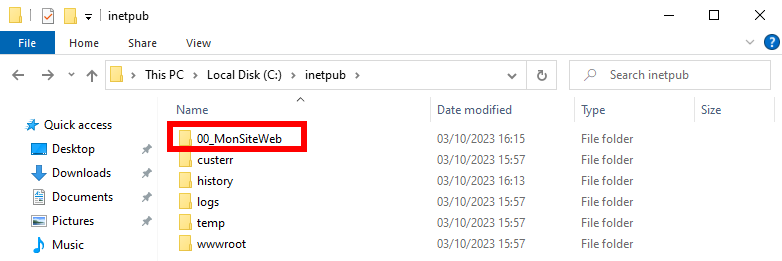 inetpub
File Home Share View
This PC Local Disk (C:) inetpub
Search inetpub
Name Date modified Type Size
Quick access
Desktop
Downloads
Documents
Pictures
Music
00_MonSiteWeb 03/10/2023 16:15 File folder
custerr 03/10/2023 15:57 File folder
history 03/10/2023 16:13 File folder
logs 03/10/2023 15:57 File folder
temp 03/10/2023 15:57 File folder
wwwroot 03/10/2023 15:57 File folder